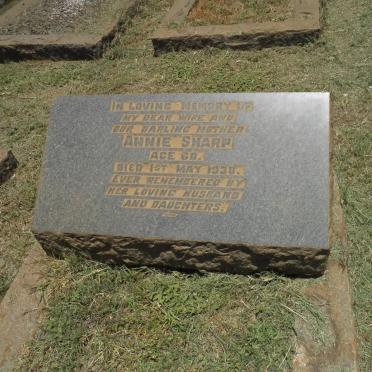 IN LOVING MEMORY OF
MY DEAR WIFE AND
OUR DARLING MOTHER
ANNIE SHARP
AGE 60.
DIED 1ST MAY 1938.
EVER REMEMBERED BY
HER LOVING HUSBAND
AND DAUGHTERS.